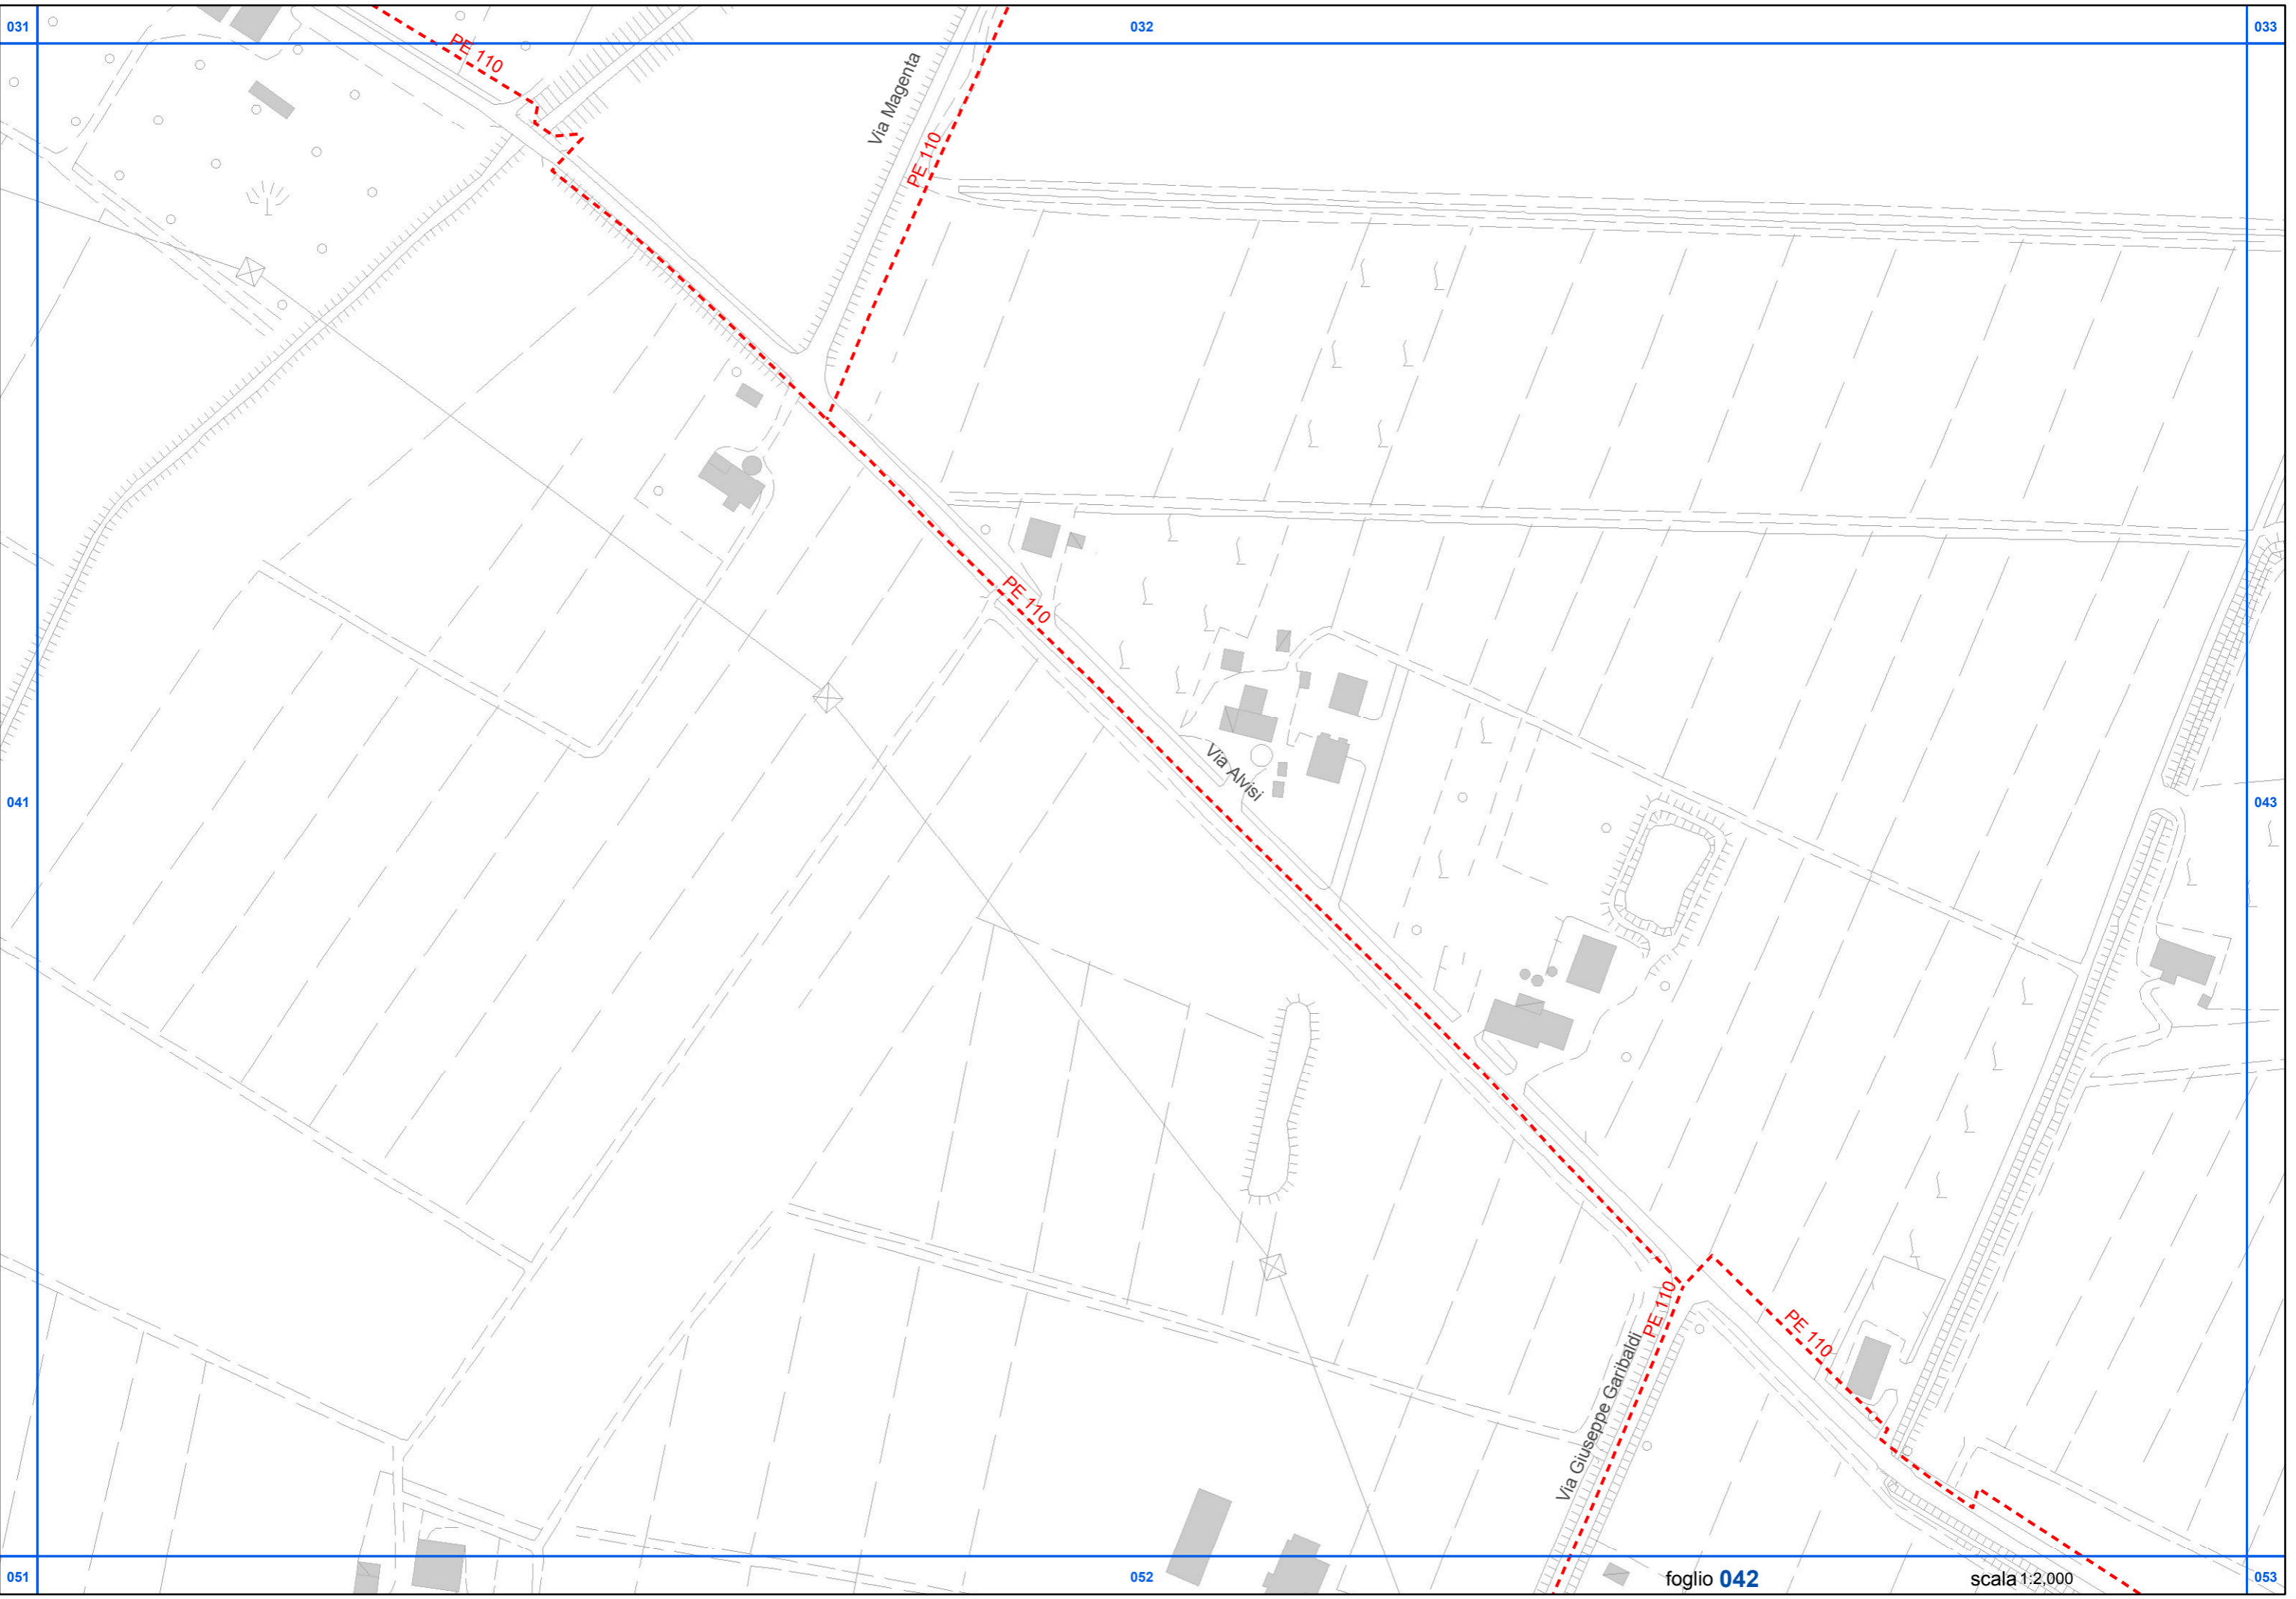 031
032
033
PE 110
Via Magenta
PE 110
PE 110
Via Alvisi
041
043
PE 110
PE 110
Via Giuseppe Garibaldi
051
052
foglio 042
scala 1:2,000
053